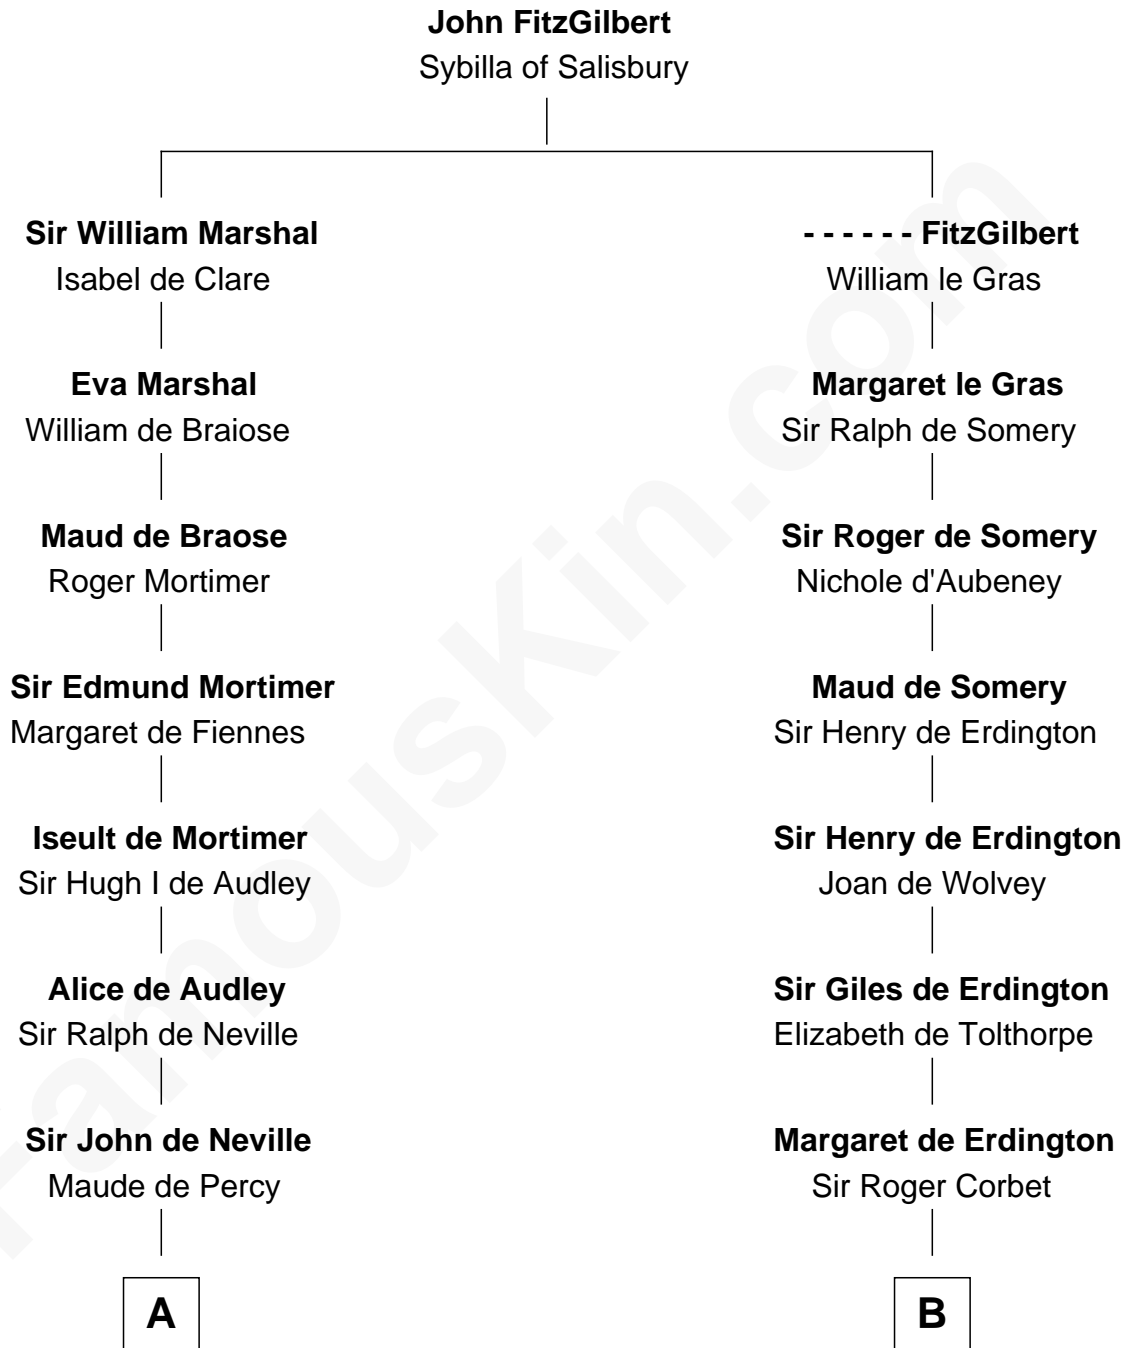 John FitzGilbert
Sybilla of Salisbury
Sir William Marshal
Isabel de Clare
Eva Marshal
William de Braiose
Maud de Braose
Roger Mortimer
Sir Edmund Mortimer
Margaret de Fiennes
Iseult de Mortimer
Sir Hugh I de Audley
Alice de Audley
Sir Ralph de Neville
Sir John de Neville
Maude de Percy
A
- - - - - - FitzGilbert
William le Gras
Margaret le Gras
Sir Ralph de Somery
Sir Roger de Somery
Nichole d'Aubeney
Maud de Somery
Sir Henry de Erdington
Sir Henry de Erdington
Joan de Wolvey
Sir Giles de Erdington
Elizabeth de Tolthorpe
Margaret de Erdington
Sir Roger Corbet
B
FamousKin.com